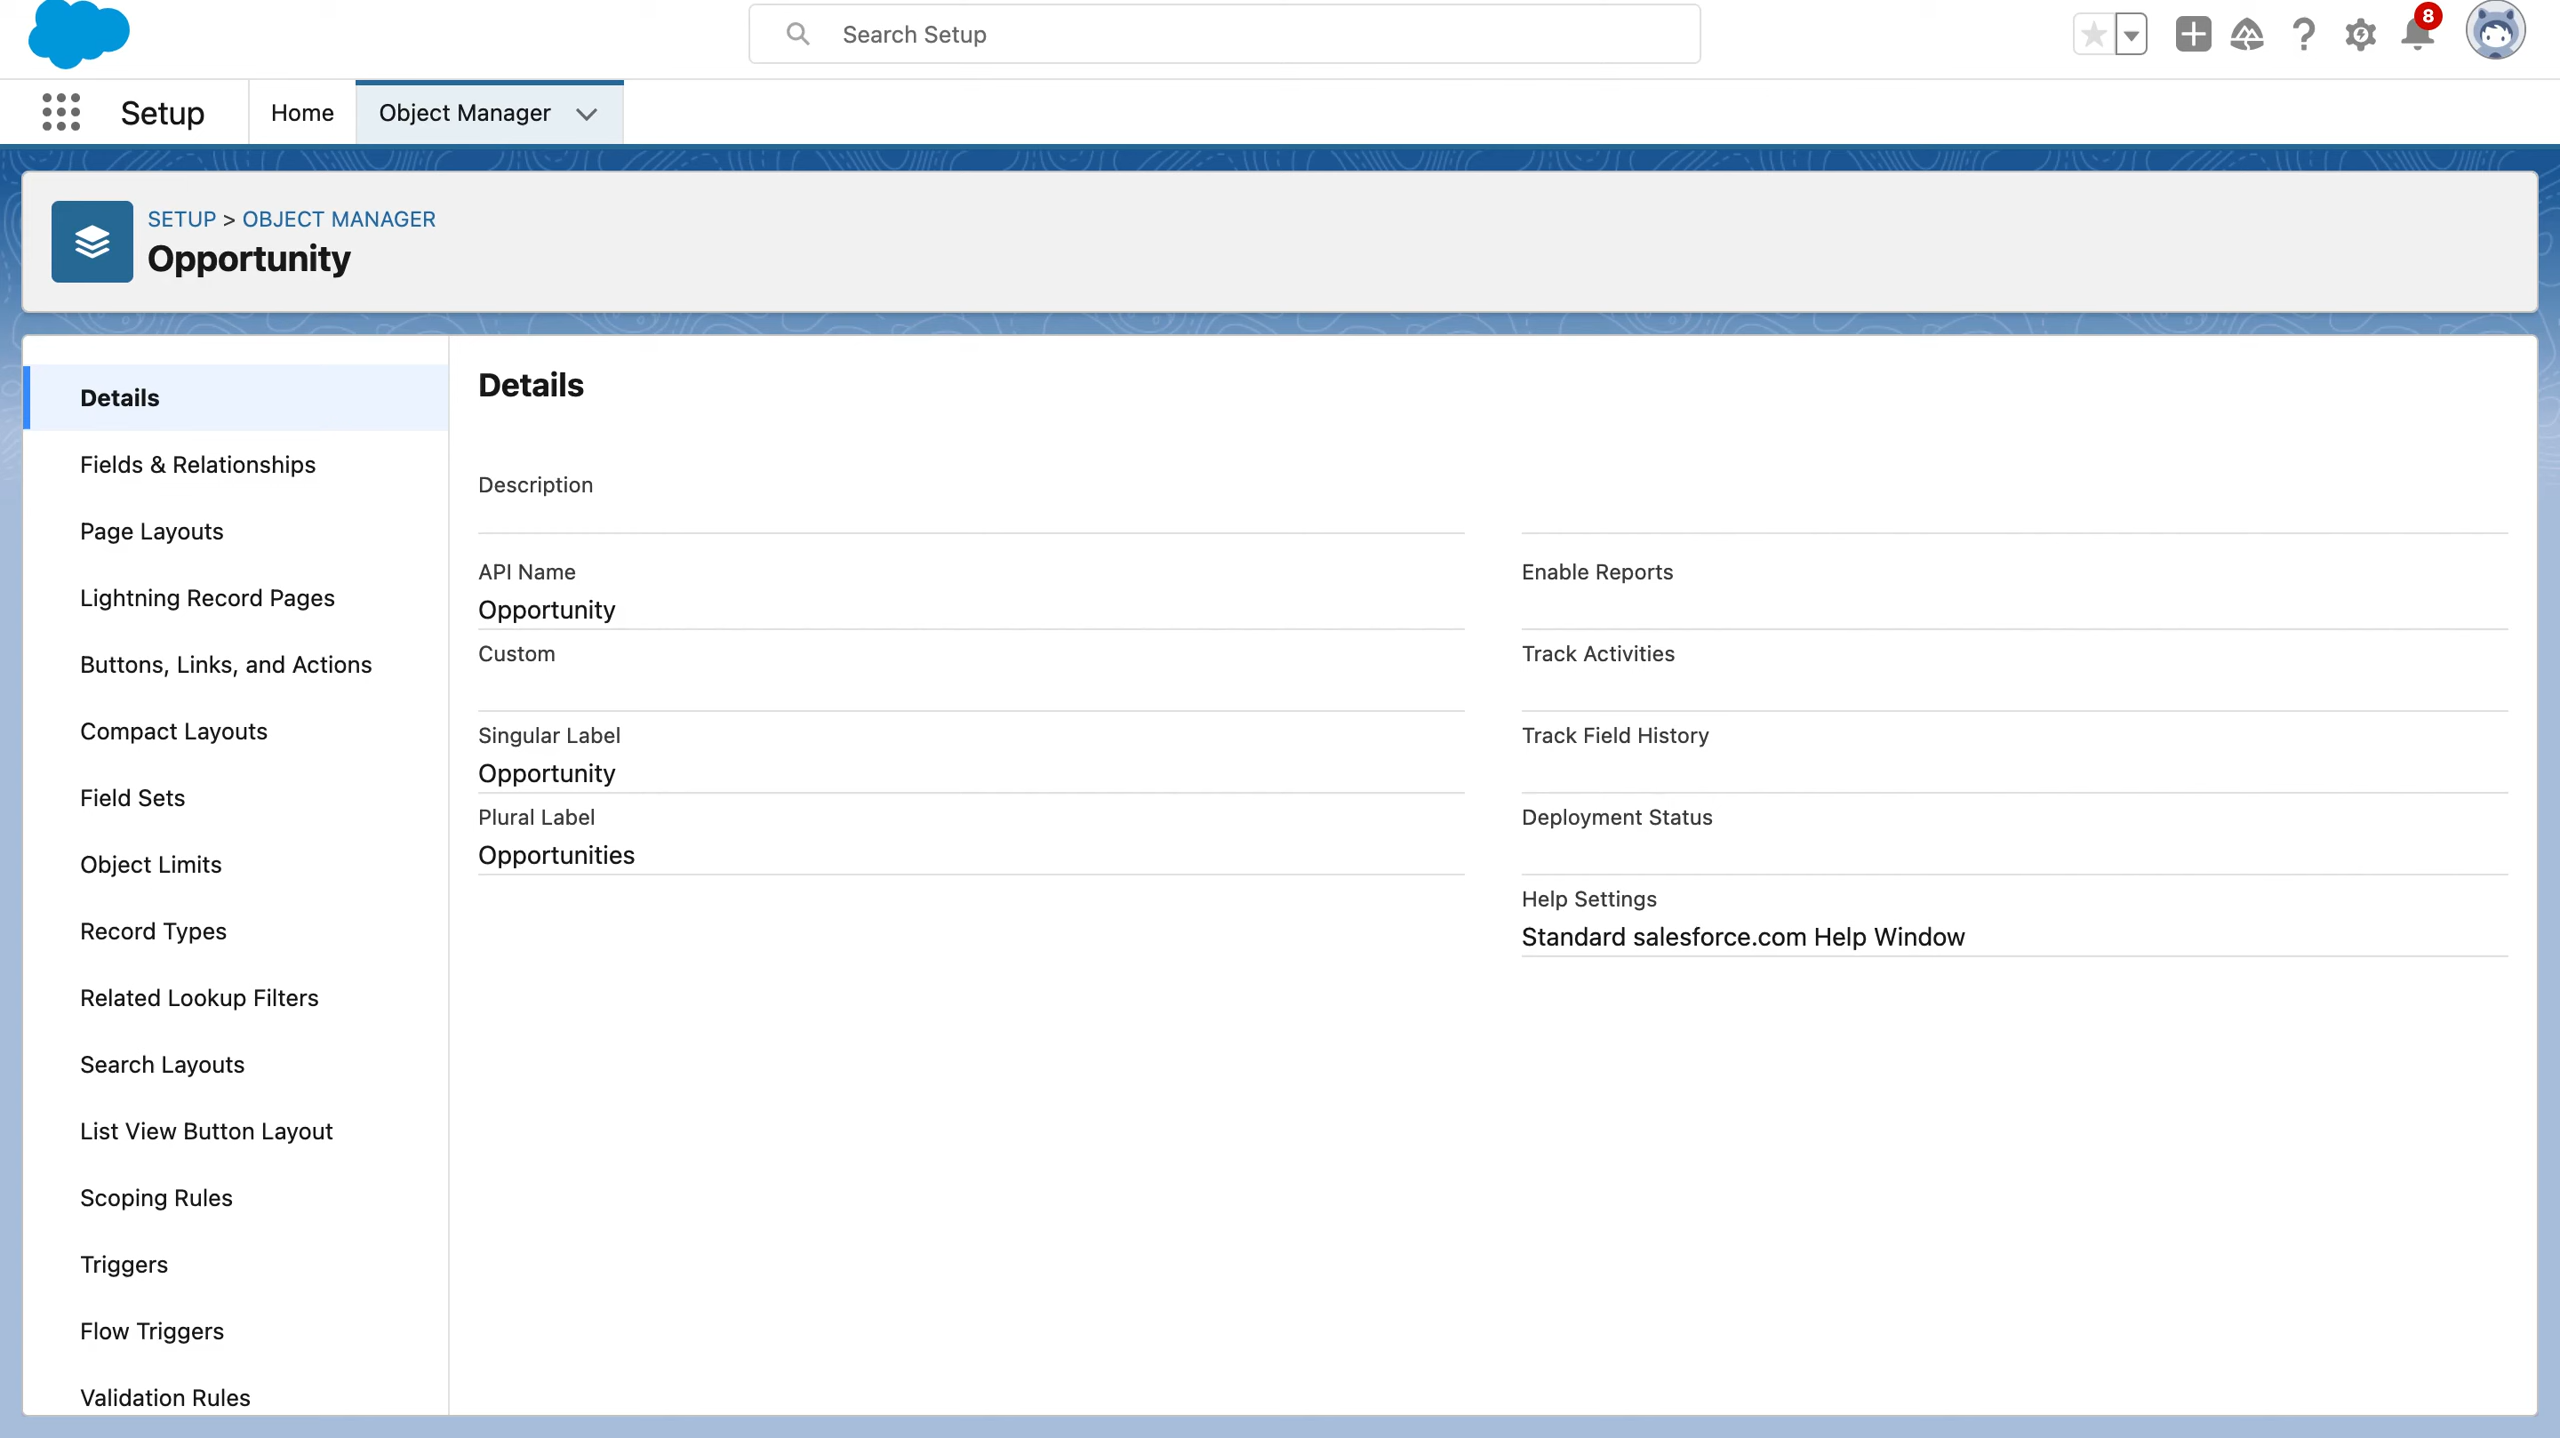 Search Setup
8
Setup
Home
Object Manager
SETUP > OBJECT MANAGER
Opportunity
Details
Fields & Relationships
Page Layouts
Lightning Record Pages
Buttons, Links, and Actions
Compact Layouts
Field Sets
Object Limits
Record Types
Related Lookup Filters
Search Layouts
List View Button Layout
Scoping Rules
Triggers
Flow Triggers
Validation Rules
Details
Description
API Name
Opportunity
Custom
Singular Label
Opportunity
Plural Label
Opportunities
Enable Reports
Track Activities
Track Field History
Deployment Status
Help Settings
Standard salesforce.com Help Window